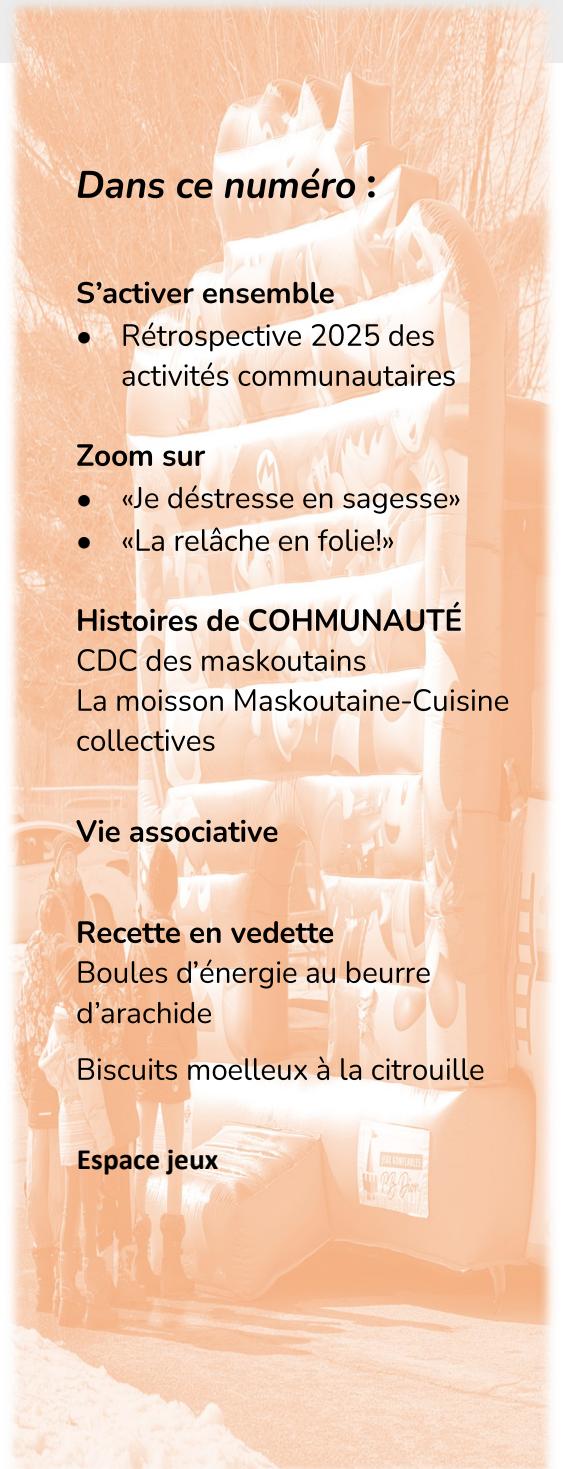 Dans ce numéro :
S’activer ensemble
• Rétrospective 2025 des
activités communautaires
Zoom sur
• «Je déstresse en sagesse»
• «La relâche en folie!»
Histoires de COHMUNAUTÉ
CDC des maskoutains
La moisson Maskoutaine-Cuisine
collectives
Vie associative
Recette en vedette
Boules d’énergie au beurre
d’arachide
Biscuits moelleux à la citrouille
Espace jeux
JEUX GONFLABLES